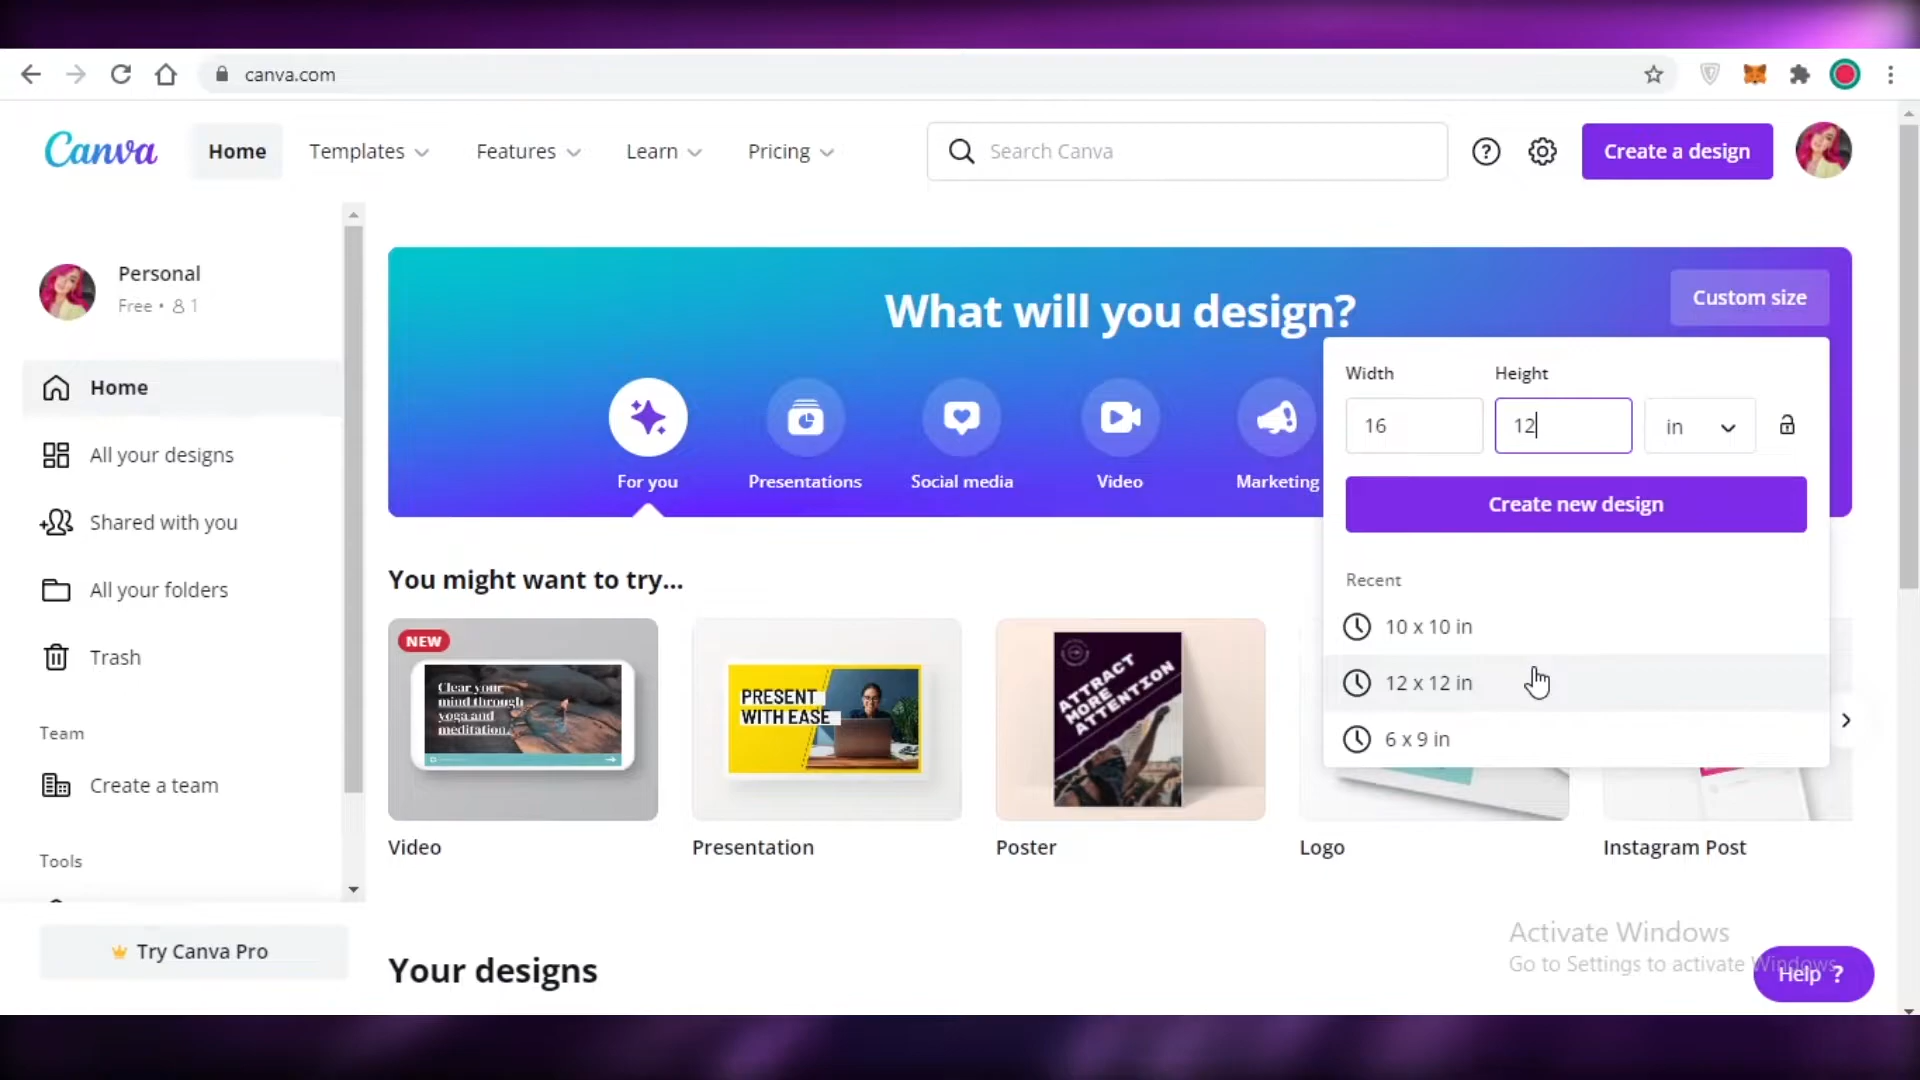 canva.com
Canva
Home
Templates
Features
Learn
Pricing
Search Canva
?
Create a design
Personal
Free • 1
Home
All your designs
Shared with you
All your folders
Trash
Team
Create a team
Tools
Try Canva Pro
What will you design?
Custom size
For you
Presentations
Social media
Video
Marketing
Width
Height
16
12
in
Create new design
Recent
10 x 10 in
12 x 12 in
6 x 9 in
You might want to try...
NEW
Clear your
mind through
yoga and
meditation.
PRESENT
WITH EASE
ATTRACT
MORE
ATTENTION
Video
Presentation
Poster
Logo
Instagram Post
Your designs
Activate Windows
Go to Settings to activate Windows.
Help ?